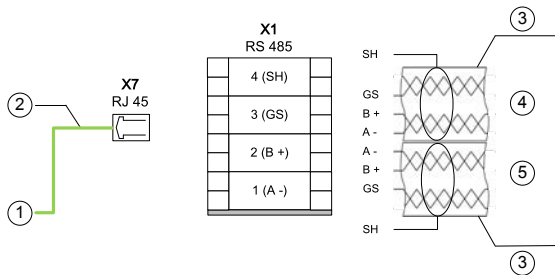 3
X1
RS 485
SH
X7
RJ 45
4 (SH)
2
GS
4
3 (GS)
B +
A -
2 (B +)
A -
B +
5
1 (A -)
GS
1
SH
3